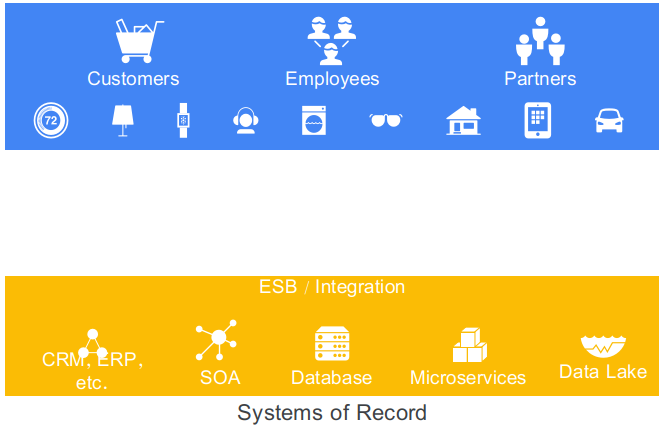 Customers Employees Partners
72
ESB / Integration
CRM, ERP,
etc.
SOA Database Microservices Data Lake
Systems of Record